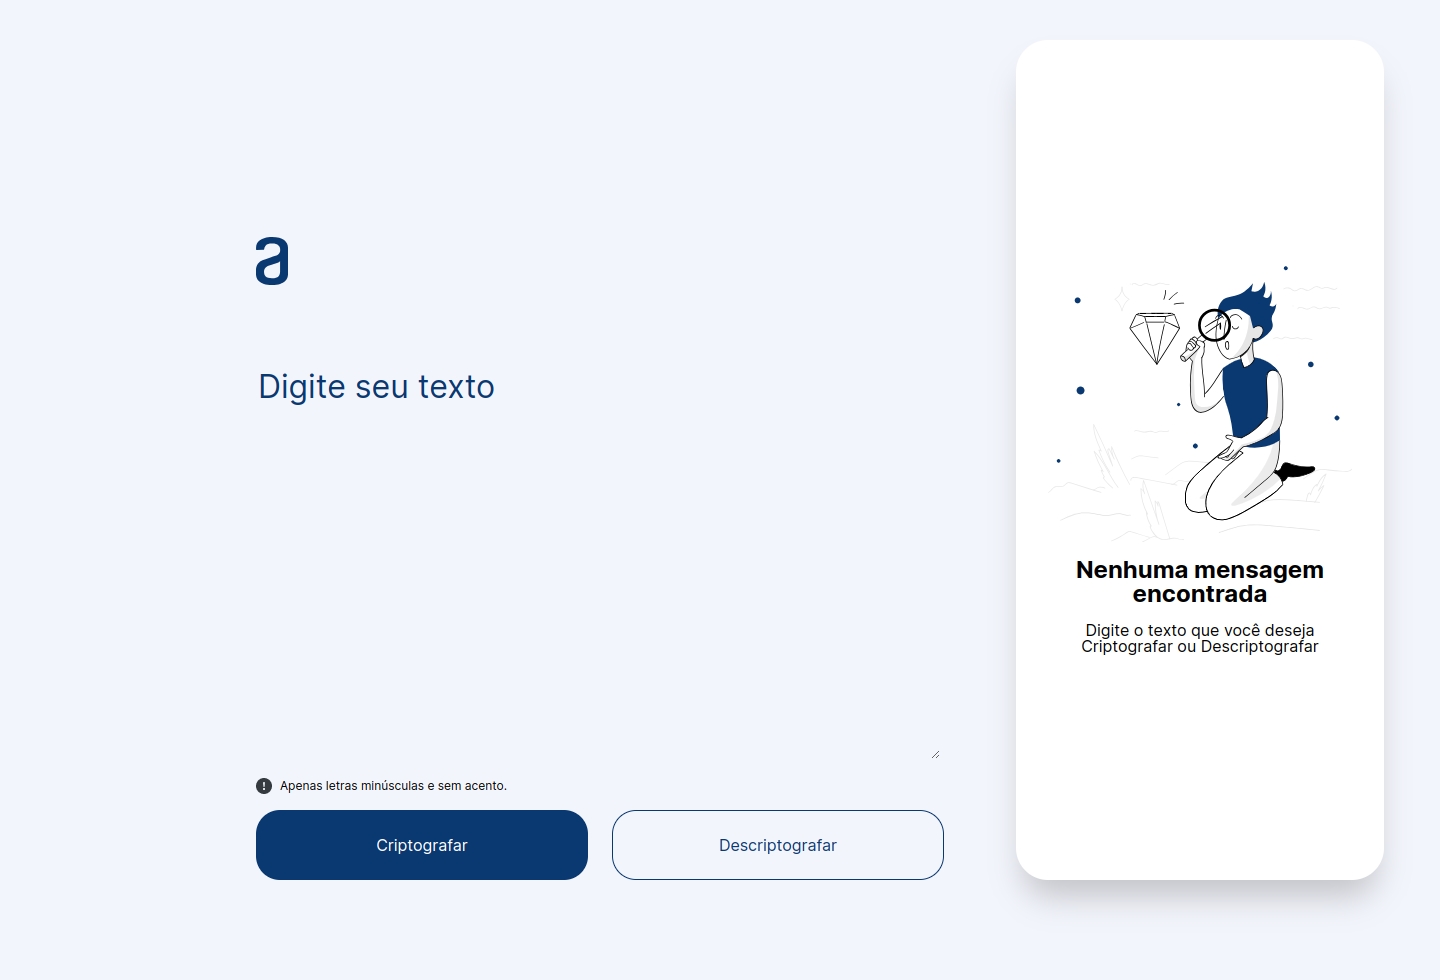 a
Digite seu texto
! Apenas letras minúsculas e sem acento.
Criptografar
Descriptografar
Nenhuma mensagem
encontrada
Digite o texto que você deseja
Criptografar ou Descriptografar